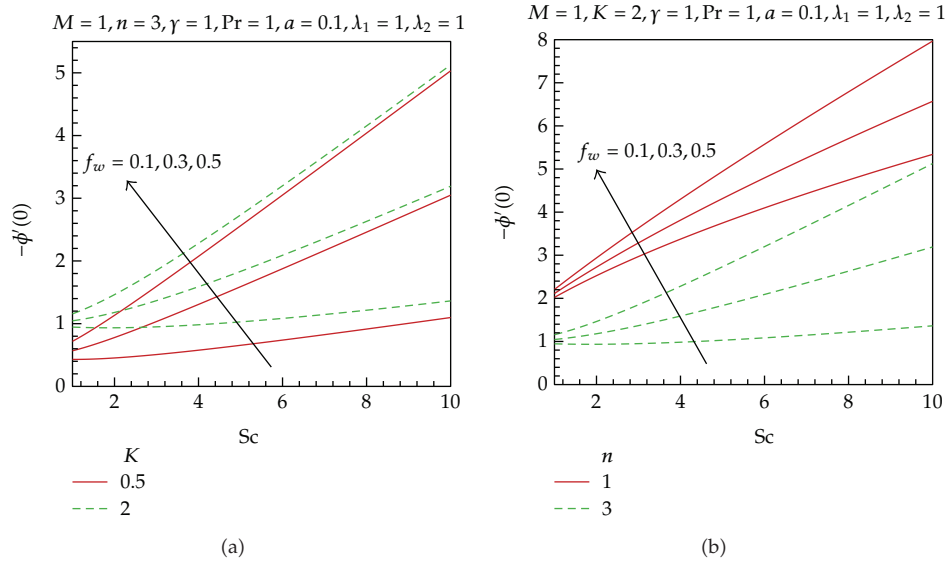 M = 1, n = 3, γ = 1, Pr = 1, a = 0.1, λ₁ = 1, λ₂ = 1
5
4
3
2
1
0
−ϕ′(0)
f_w = 0.1, 0.3, 0.5
2
4
6
8
10
Sc
K
0.5
2
(a)
M = 1, K = 2, γ = 1, Pr = 1, a = 0.1, λ₁ = 1, λ₂ = 1
8
7
6
5
4
3
2
1
0
−ϕ′(0)
f_w = 0.1, 0.3, 0.5
2
4
6
8
10
Sc
n
1
3
(b)